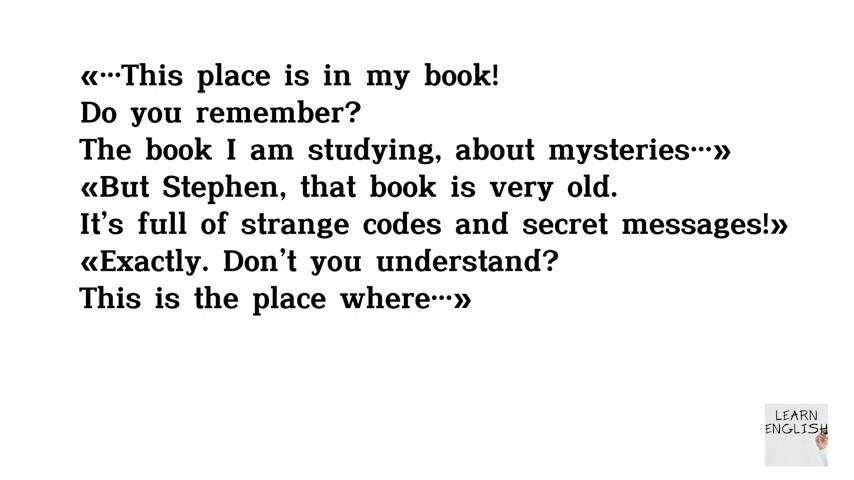 «…This place is in my book!
Do you remember?
The book I am studying, about mysteries…»
«But Stephen, that book is very old.
It’s full of strange codes and secret messages!»
«Exactly. Don’t you understand?
This is the place where…»
LEARN
ENGLISH